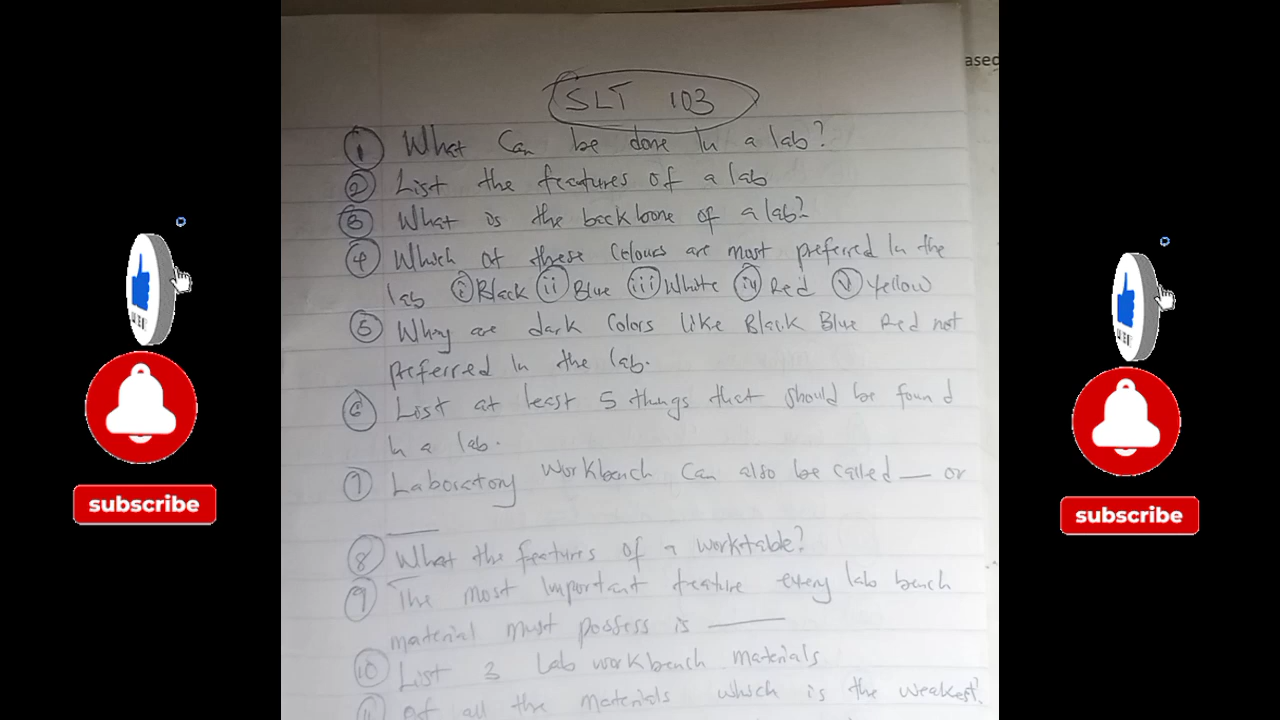 ased
SLT 103
1 What Can be done In a lab?
2 List the features of a lab
3 What is the backbone of a lab?
4 Which of these Colours are most preferred In the
lab i Black ii Blue iii White iv Red v Yellow
5 Why are dark Colors like Black Blue Red not
preferred In the lab.
6 List at least 5 things that should be found
In a lab.
7 Laboratory Workbench Can also be called __ or
__
8 What the features of a worktable?
9 The most Important feature every lab bench
material must possess is ____
10 List 3 Lab workbench materials
11 Of all the Materials which is the weakest?
subscribe
subscribe